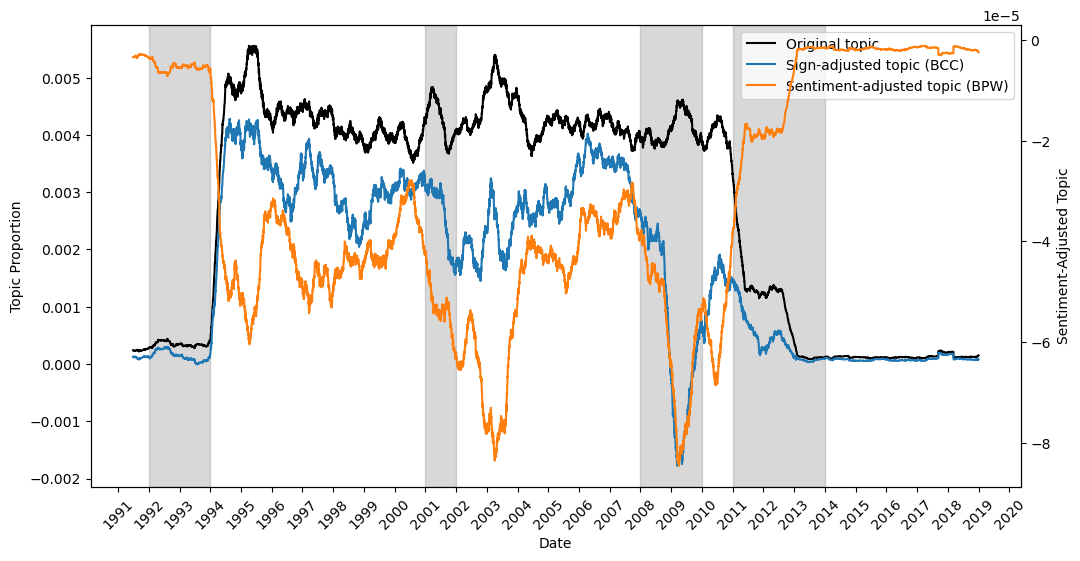 1e−5
Original topic
Sign-adjusted topic (BCC)
Sentiment-adjusted topic (BPW)
0.005
0.004
0.003
0.002
0.001
0.000
−0.001
−0.002
Topic Proportion
0
−2
−4
−6
−8
Sentiment-Adjusted Topic
1991 1992 1993 1994 1995 1996 1997 1998 1999 2000 2001 2002 2003 2004 2005 2006 2007 2008 2009 2010 2011 2012 2013 2014 2015 2016 2017 2018 2019 2020
Date